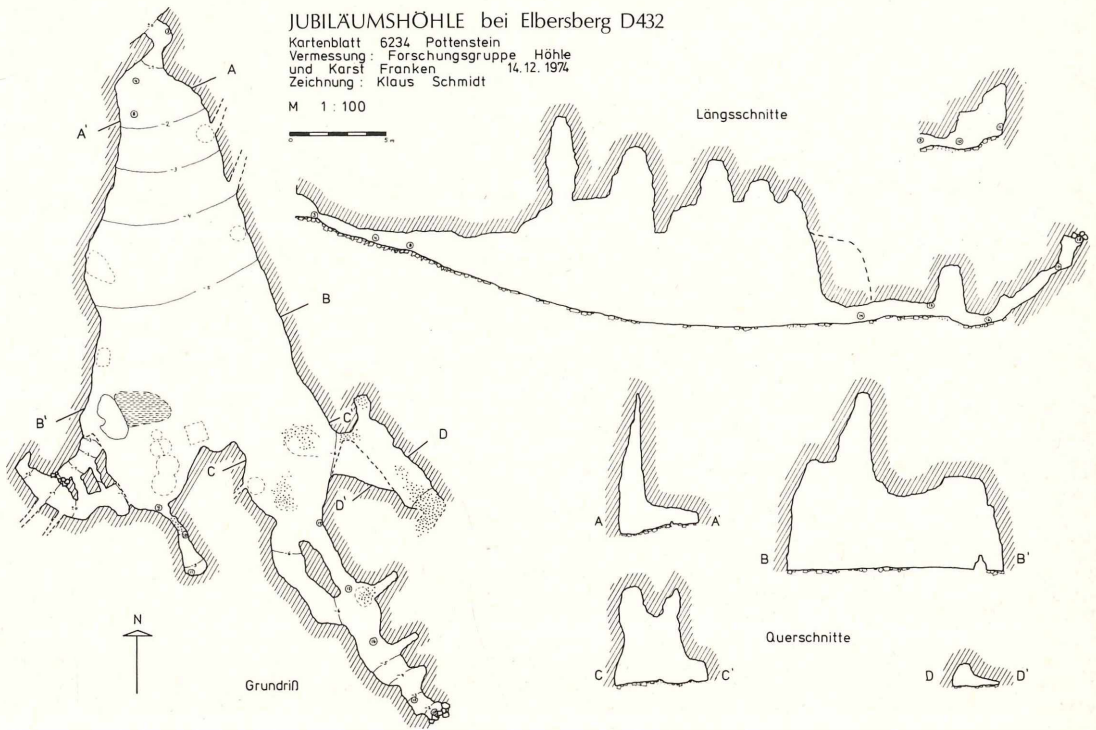 JUBILÄUMSHÖHLE bei Elbersberg D432
Kartenblatt 6234 Pottenstein
Vermessung : Forschungsgruppe Höhle
und Karst Franken 14.12.1974
Zeichnung : Klaus Schmidt
M 1 : 100
0 5 m
Längsschnitte
A
A'
B
B'
C'
C
D
D'
N
Grundriß
A A'
B B'
C C'
Querschnitte
D D'